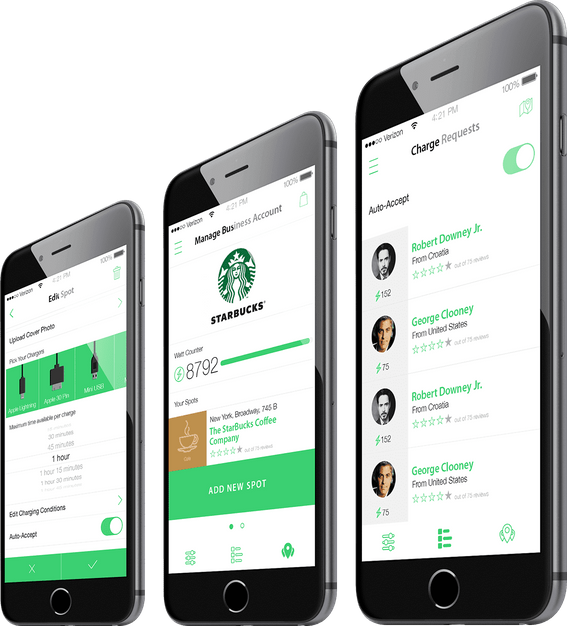 Verizon
4:21 PM
Edit Spot
Upload Cover Photo
Pick Your Charger(s)
Apple Lightning
Apple 30 Pin
Mini USB
Maximum time available per charge
30 minutes
45 minutes
1 hour
1 hour 15 minutes
1 hour 30 minutes
Edit Charging Conditions
Auto-Accept
Verizon
4:21 PM
100%
Manage Business Account
STARBUCKS
Watt Counter
8792
Your Spots
New York, Broadway, 745 B
The StarBucks Coffee
Company
out of 75 reviews
Cafe
ADD NEW SPOT
Verizon
4:21 PM
100%
Charge Requests
Auto-Accept
Robert Downey Jr.
From Croatia
out of 75 reviews
152
George Clooney
From United States
out of 75 reviews
75
Robert Downey Jr.
From Croatia
out of 75 reviews
152
George Clooney
From United States
out of 75 reviews
75